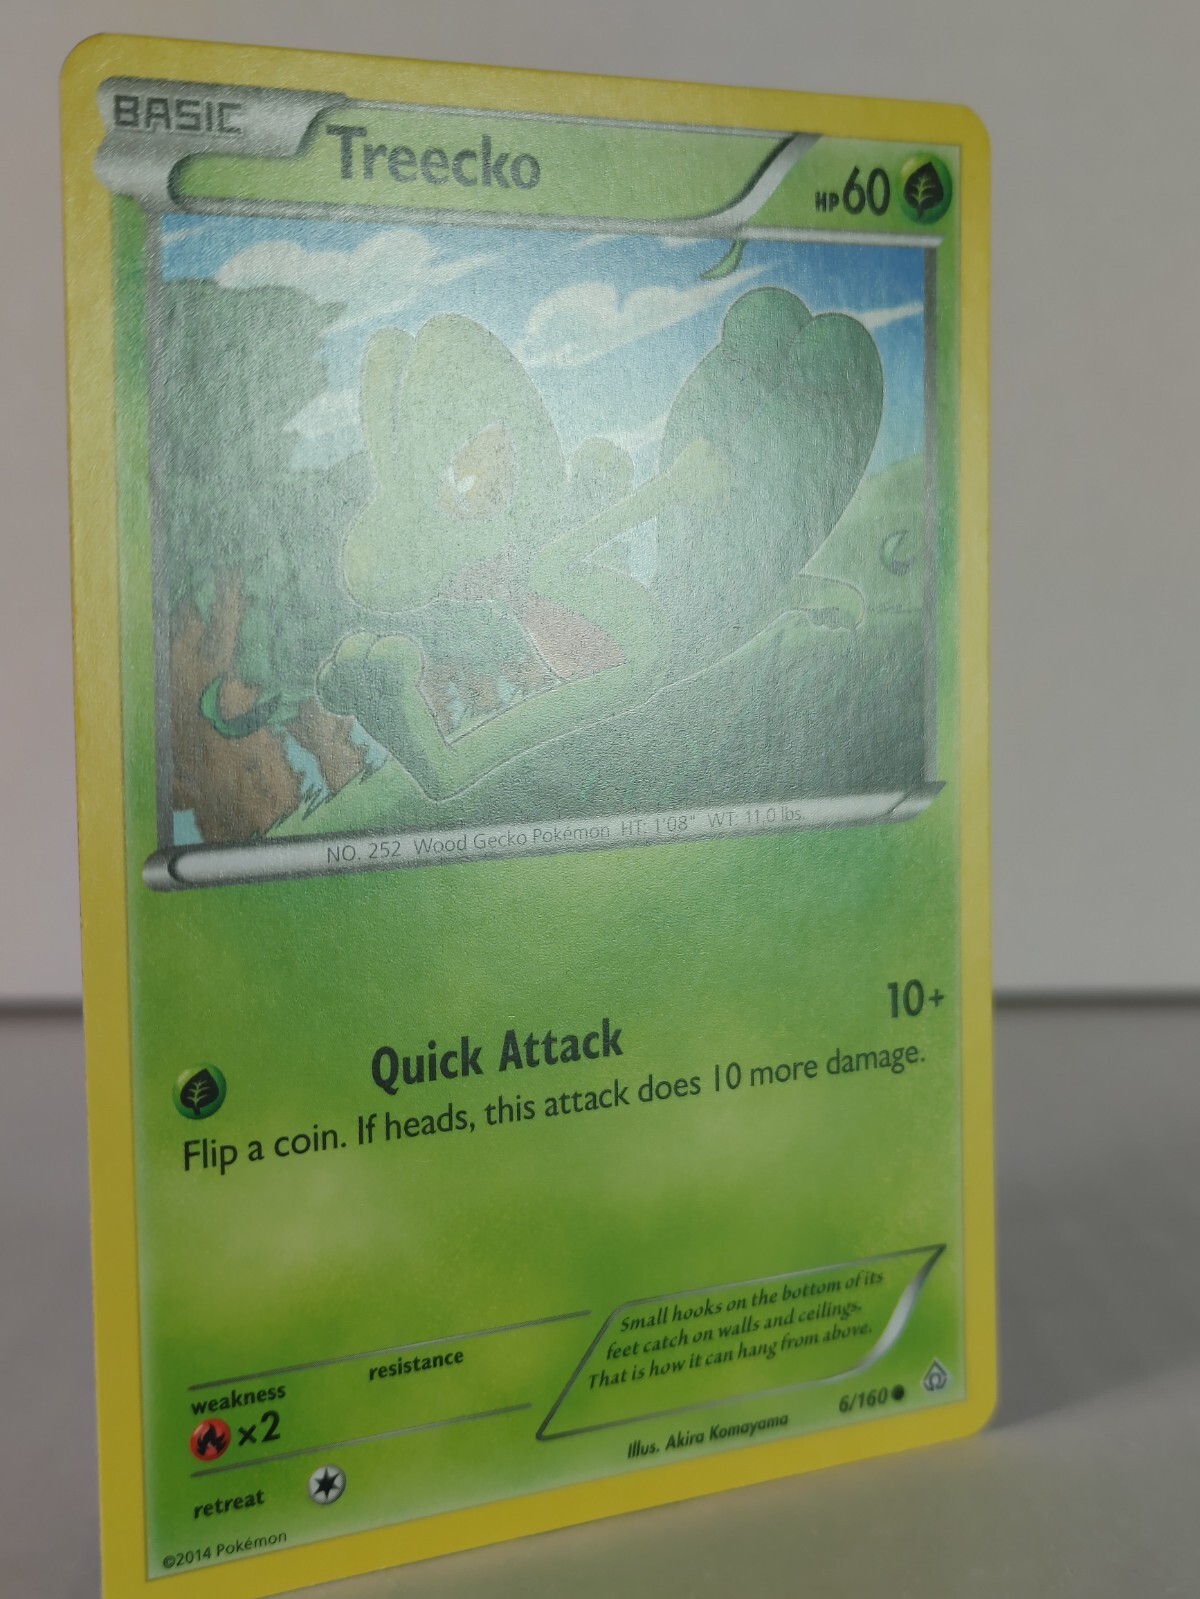 BASIC
Treecko
HP60
NO. 252 Wood Gecko Pokémon HT: 1'08" WT: 11.0 lbs.
Quick Attack 10+
Flip a coin. If heads, this attack does 10 more damage.
weakness resistance
×2
retreat
Small hooks on the bottom of its
feet catch on walls and ceilings.
That is how it can hang from above.
Illus. Akira Komayama 6/160
©2014 Pokémon